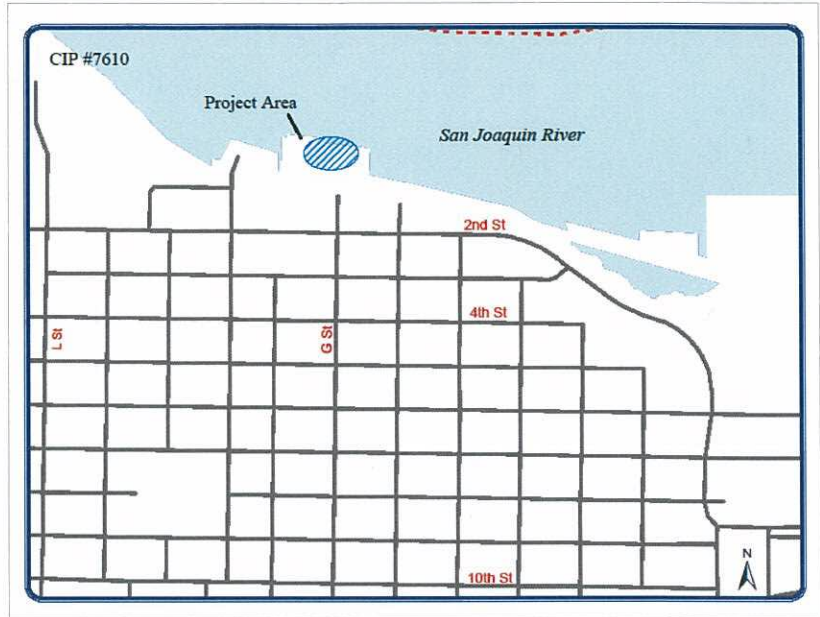 CIP #7610
Project Area
San Joaquin River
2nd St
4th St
L St
G St
10th St
N